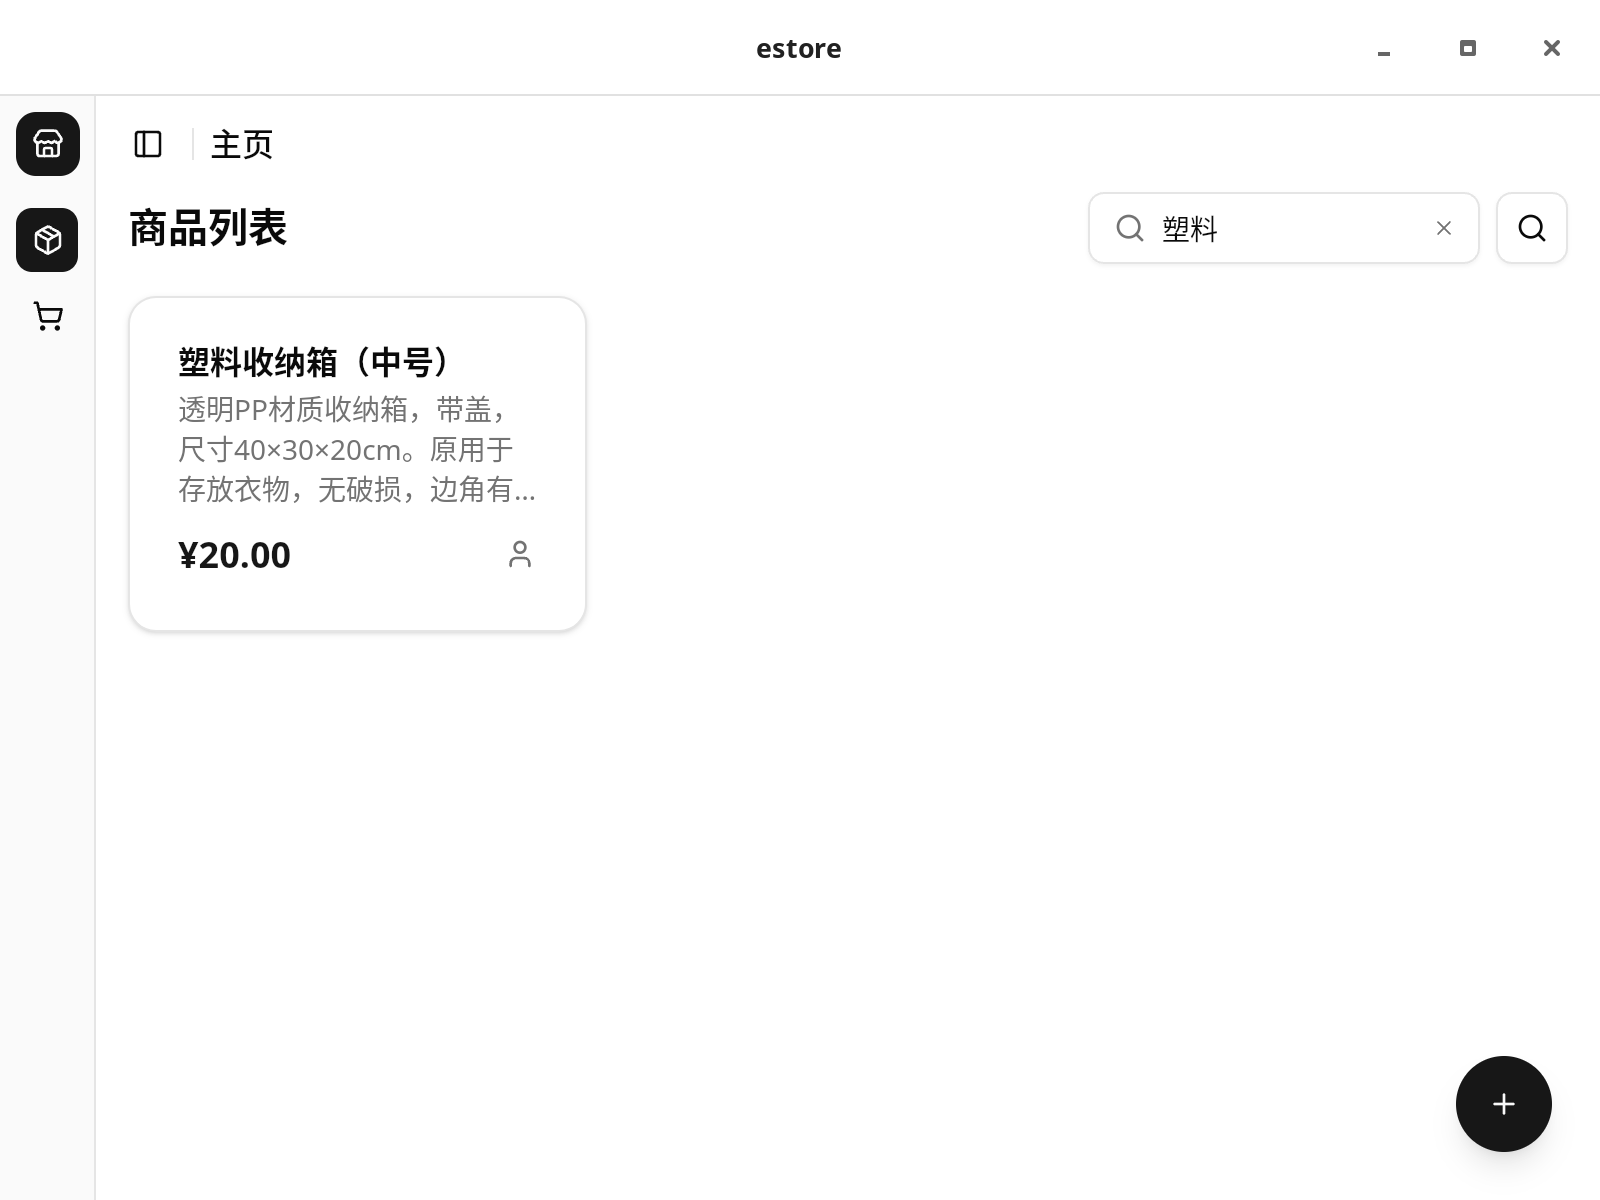 estore
主页
商品列表
塑料
塑料收纳箱（中号）
透明PP材质收纳箱，带盖，
尺寸40×30×20cm。原用于
存放衣物，无破损，边角有...
¥20.00